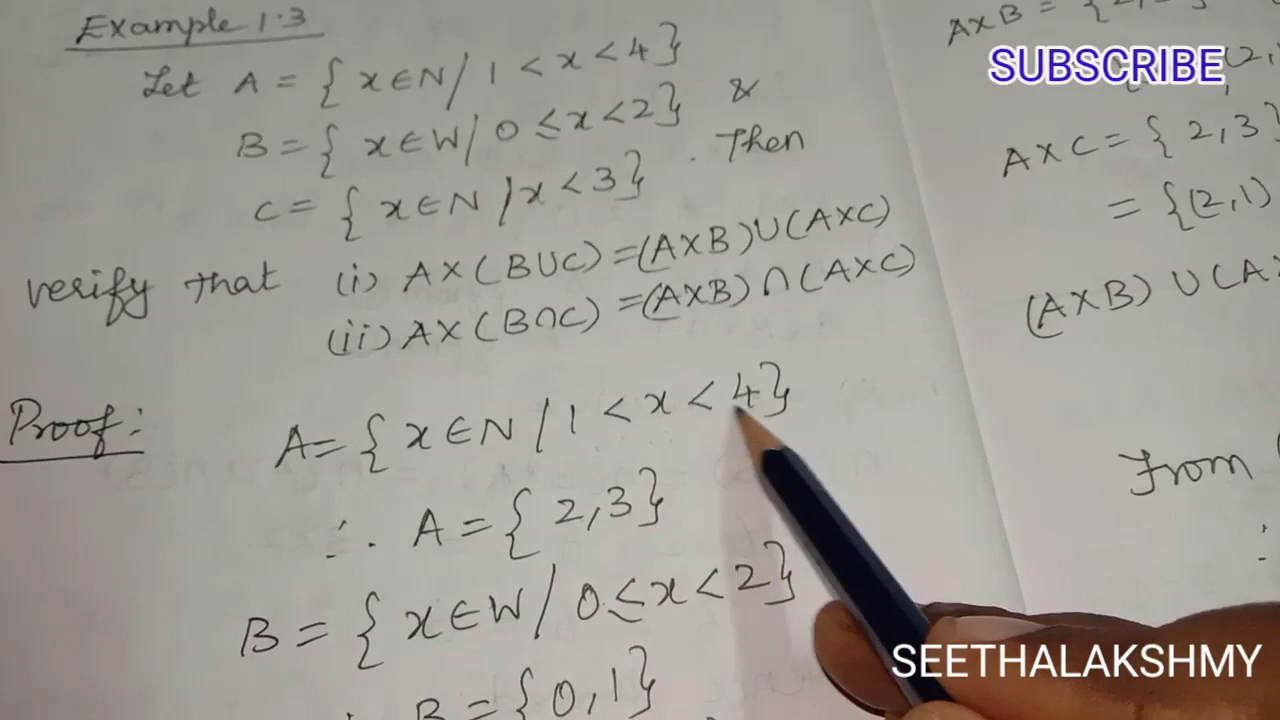 Example 1.3
Let A = { x∈N / 1 < x < 4}
B = { x∈W / 0 ≤ x < 2} &
C = { x∈N / x < 3} . Then
verify that (i) A×(B∪C) = (A×B)∪(A×C)
(ii) A×(B∩C) = (A×B)∩(A×C)
Proof:
A = { x∈N / 1 < x < 4}
∴ A = { 2,3}
B = { x∈W / 0 ≤ x < 2}
B = {0,1}
A×B = {
SUBSCRIBE
(2,
A×C = { 2,3}
= {(2,1)
(A×B) ∪ (A×
From
SEETHALAKSHMY